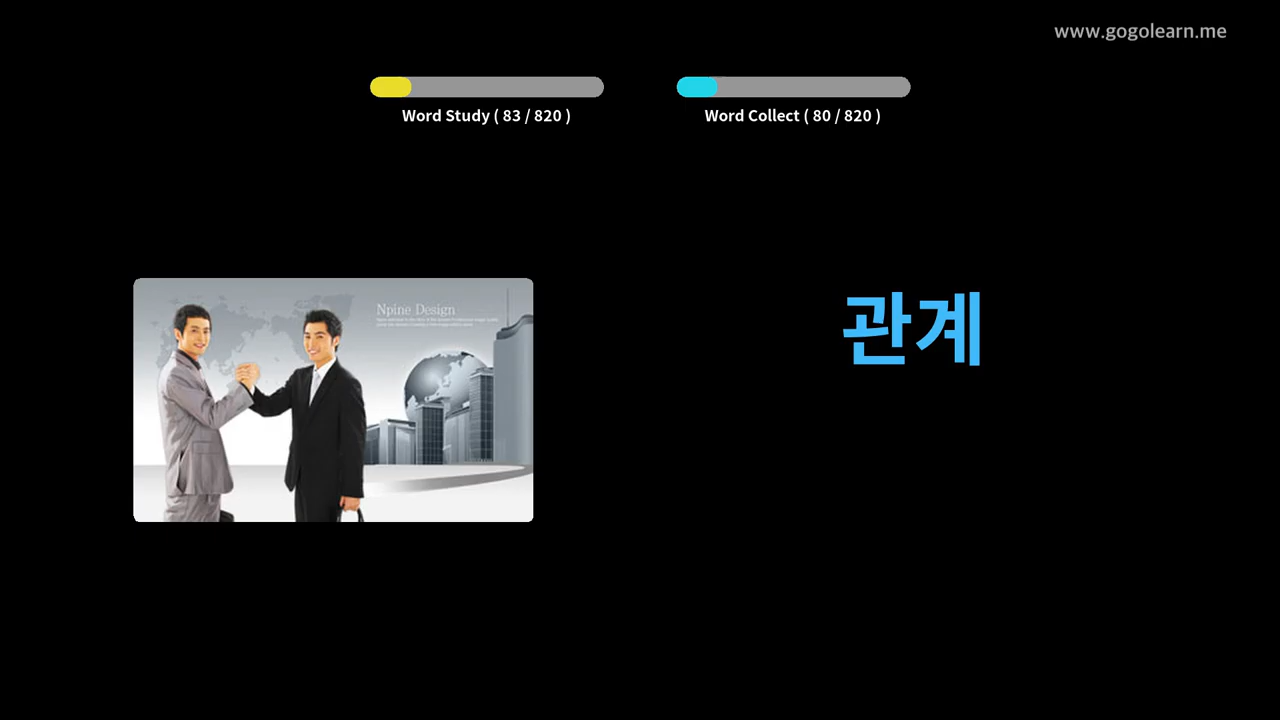 www.gogolearn.me
Word Study ( 83 / 820 )
Word Collect ( 80 / 820 )
Npine Design
관계